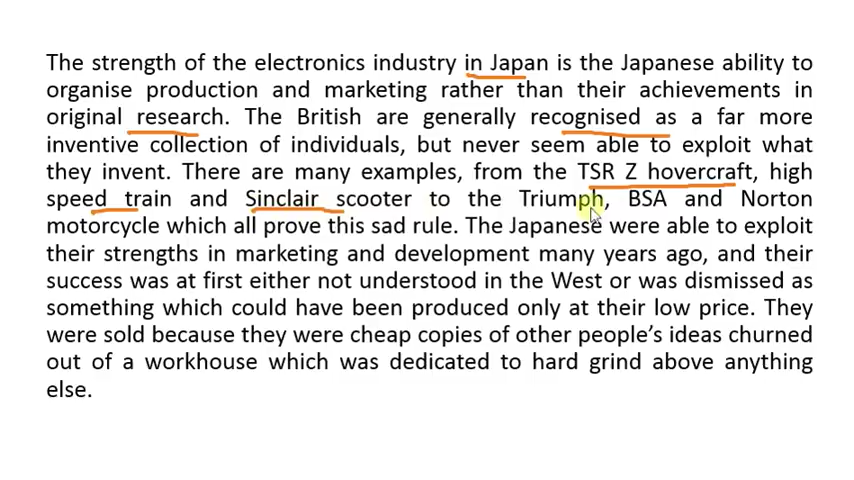 The strength of the electronics industry in Japan is the Japanese ability to
organise production and marketing rather than their achievements in
original research. The British are generally recognised as a far more
inventive collection of individuals, but never seem able to exploit what
they invent. There are many examples, from the TSR Z hovercraft, high
speed train and Sinclair scooter to the Triumph, BSA and Norton
motorcycle which all prove this sad rule. The Japanese were able to exploit
their strengths in marketing and development many years ago, and their
success was at first either not understood in the West or was dismissed as
something which could have been produced only at their low price. They
were sold because they were cheap copies of other people’s ideas churned
out of a workhouse which was dedicated to hard grind above anything
else.